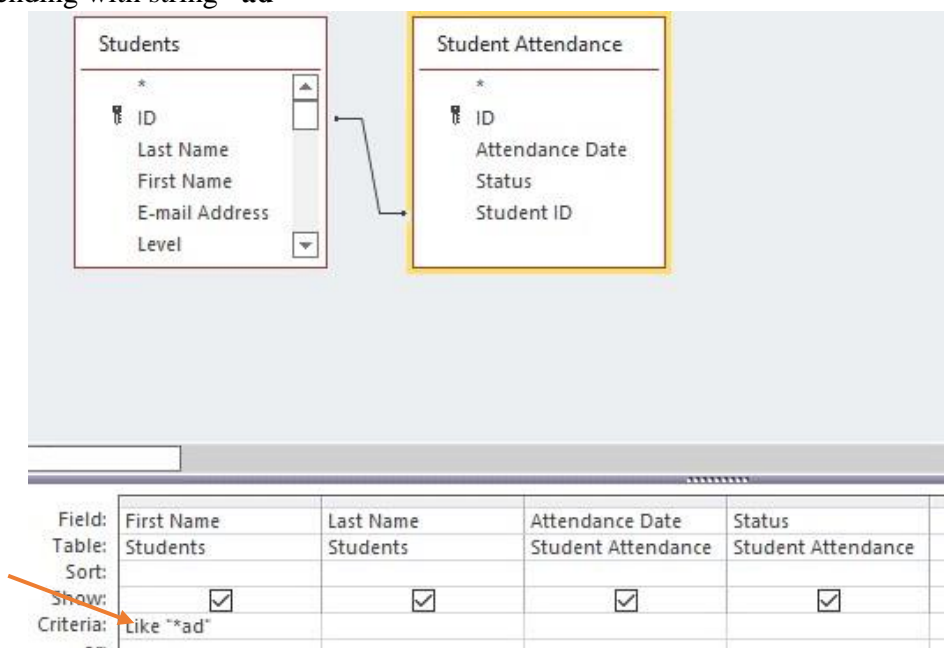 ending with string "ad"
Students
*
ID
Last Name
First Name
E-mail Address
Level
Student Attendance
*
ID
Attendance Date
Status
Student ID
Field: First Name Last Name Attendance Date Status
Table: Students Students Student Attendance Student Attendance
Sort:
Show:
Criteria: Like "*ad"
or: